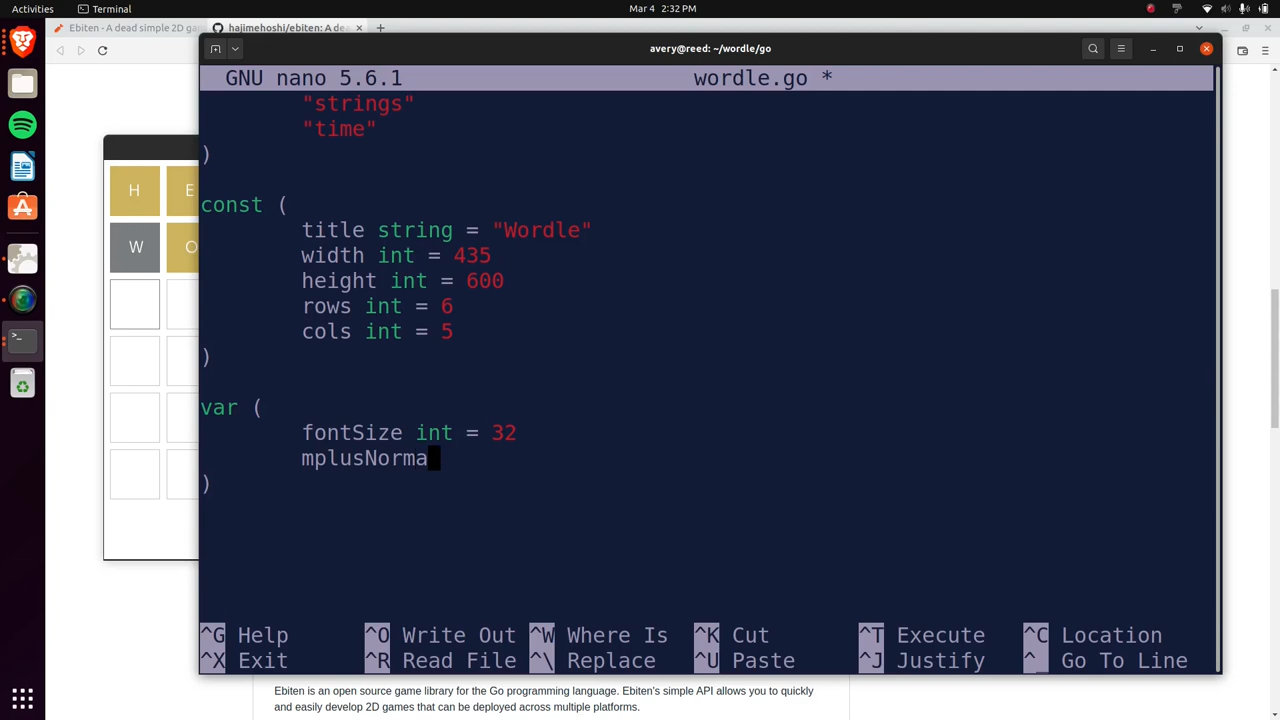 Activities
Terminal
Mar 4 2:32 PM
Ebiten - A dead simple 2D ga
hajimehoshi/ebiten: A de
avery@reed: ~/wordle/go
GNU nano 5.6.1 wordle.go *
"strings"
"time"
)
const (
title string = "Wordle"
width int = 435
height int = 600
rows int = 6
cols int = 5
)
var (
fontSize int = 32
mplusNorma
)
H E
W O
^G Help ^O Write Out ^W Where Is ^K Cut ^T Execute ^C Location
^X Exit ^R Read File ^\ Replace ^U Paste ^J Justify ^_ Go To Line
Ebiten is an open source game library for the Go programming language. Ebiten's simple API allows you to quickly
and easily develop 2D games that can be deployed across multiple platforms.